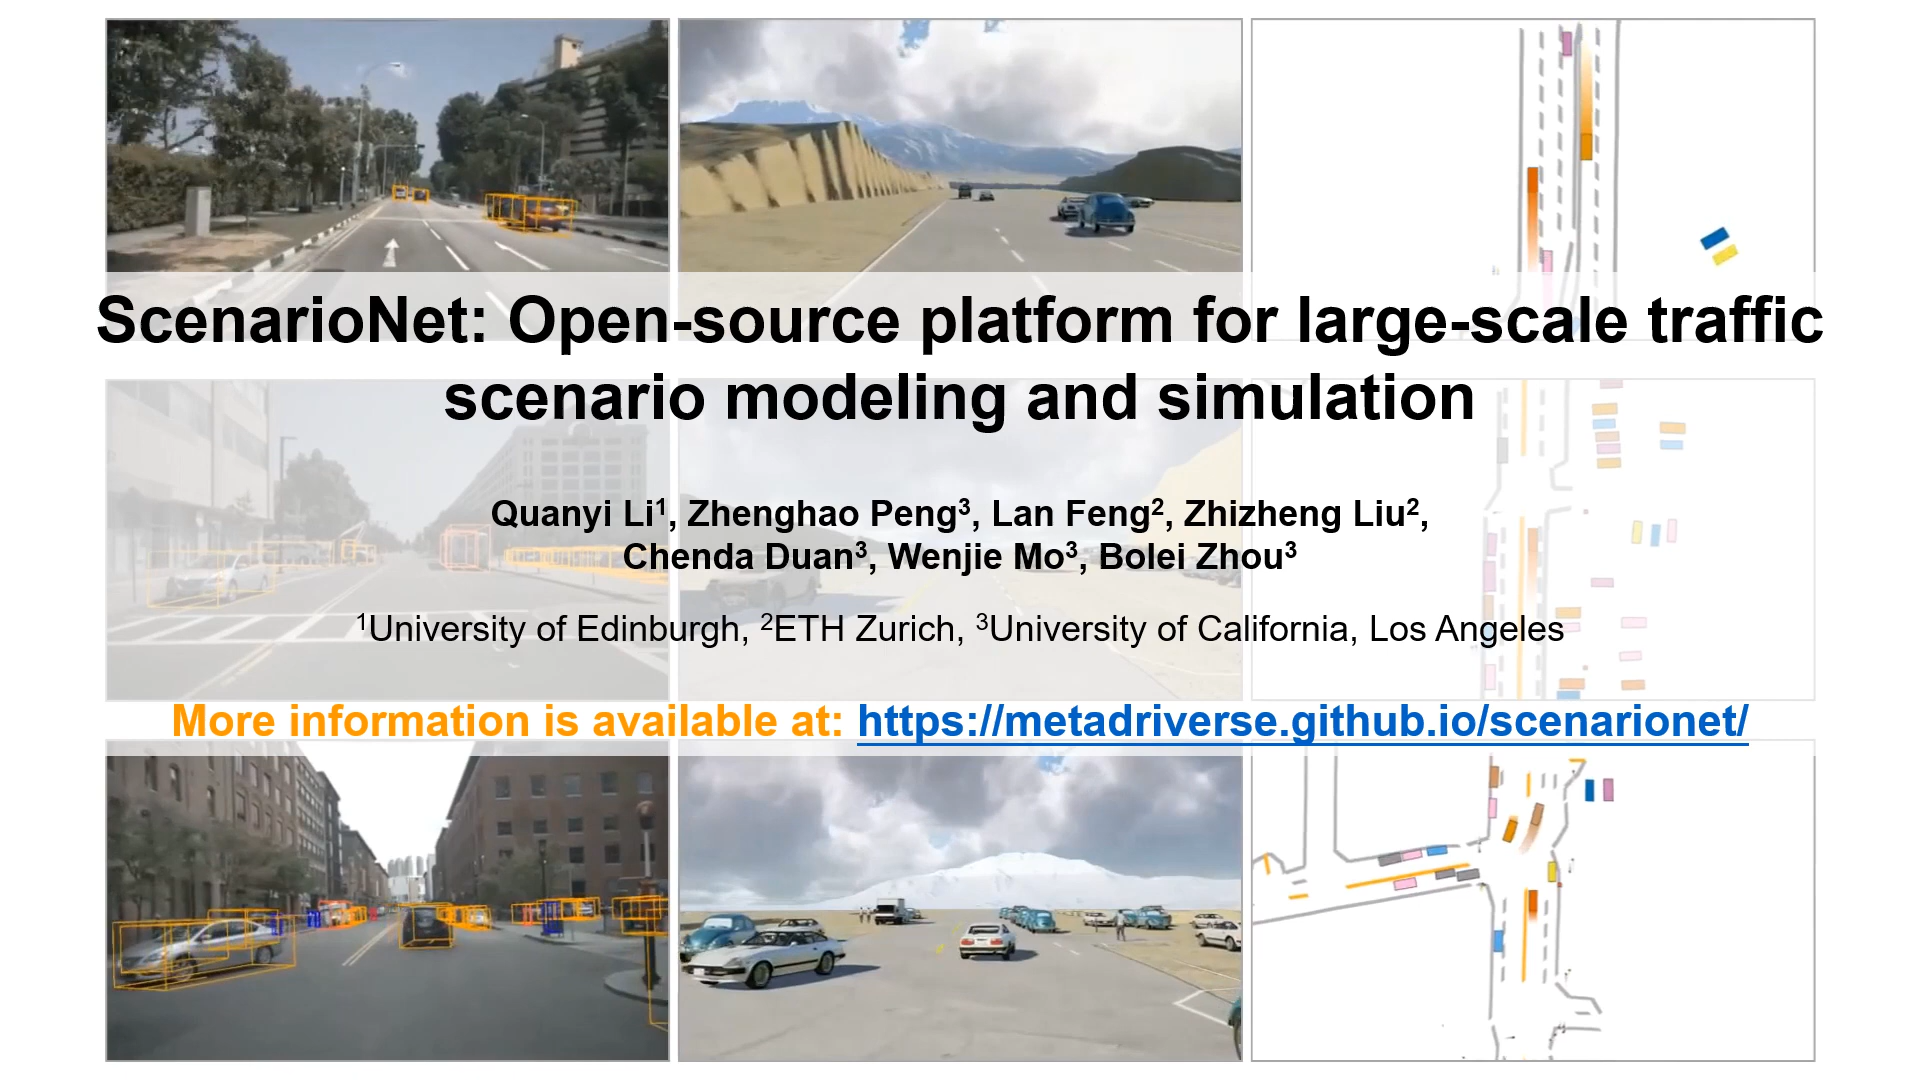 ScenarioNet: Open-source platform for large-scale traffic
scenario modeling and simulation
Quanyi Li¹, Zhenghao Peng³, Lan Feng², Zhizheng Liu²,
Chenda Duan³, Wenjie Mo³, Bolei Zhou³
¹University of Edinburgh, ²ETH Zurich, ³University of California, Los Angeles
More information is available at: https://metadriverse.github.io/scenarionet/